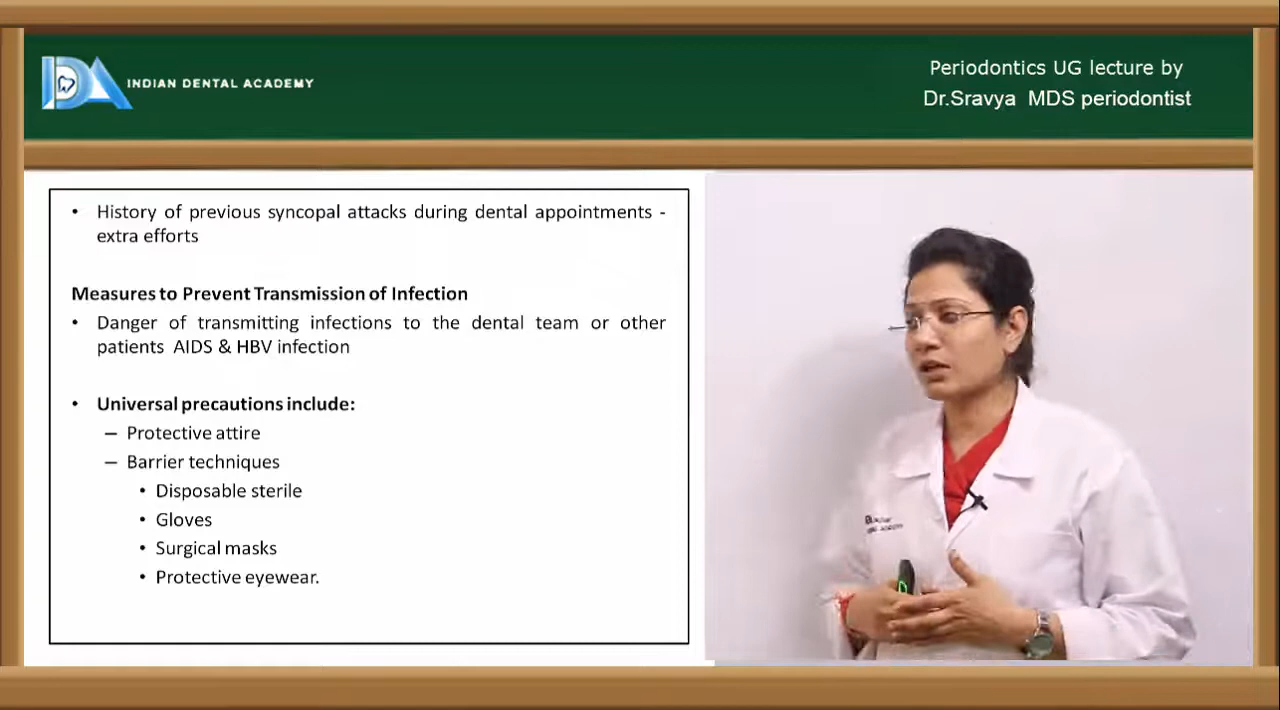 INDIAN DENTAL ACADEMY
Periodontics UG lecture by
Dr.Sravya MDS periodontist
• History of previous syncopal attacks during dental appointments -
extra efforts
Measures to Prevent Transmission of Infection
• Danger of transmitting infections to the dental team or other
patients AIDS & HBV infection
• Universal precautions include:
– Protective attire
– Barrier techniques
• Disposable sterile
• Gloves
• Surgical masks
• Protective eyewear.